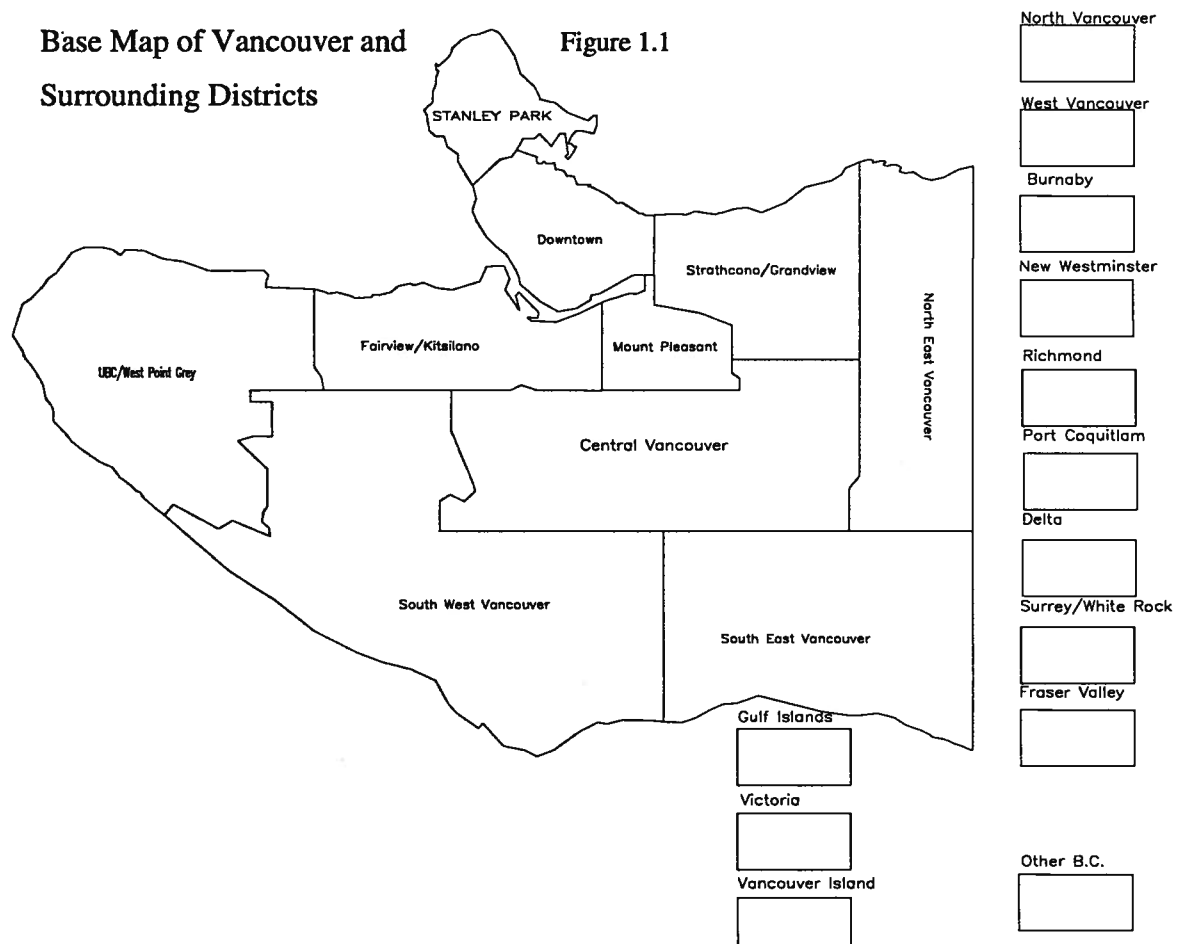 Base Map of Vancouver and
Surrounding Districts
Figure 1.1
STANLEY PARK
Downtown
Strathcona/Grandview
North East Vancouver
Fairview/Kitsilano
Mount Pleasant
UBC/West Point Grey
Central Vancouver
South West Vancouver
South East Vancouver
North Vancouver
West Vancouver
Burnaby
New Westminster
Richmond
Port Coquitlam
Delta
Surrey/White Rock
Fraser Valley
Gulf Islands
Victoria
Vancouver Island
Other B.C.